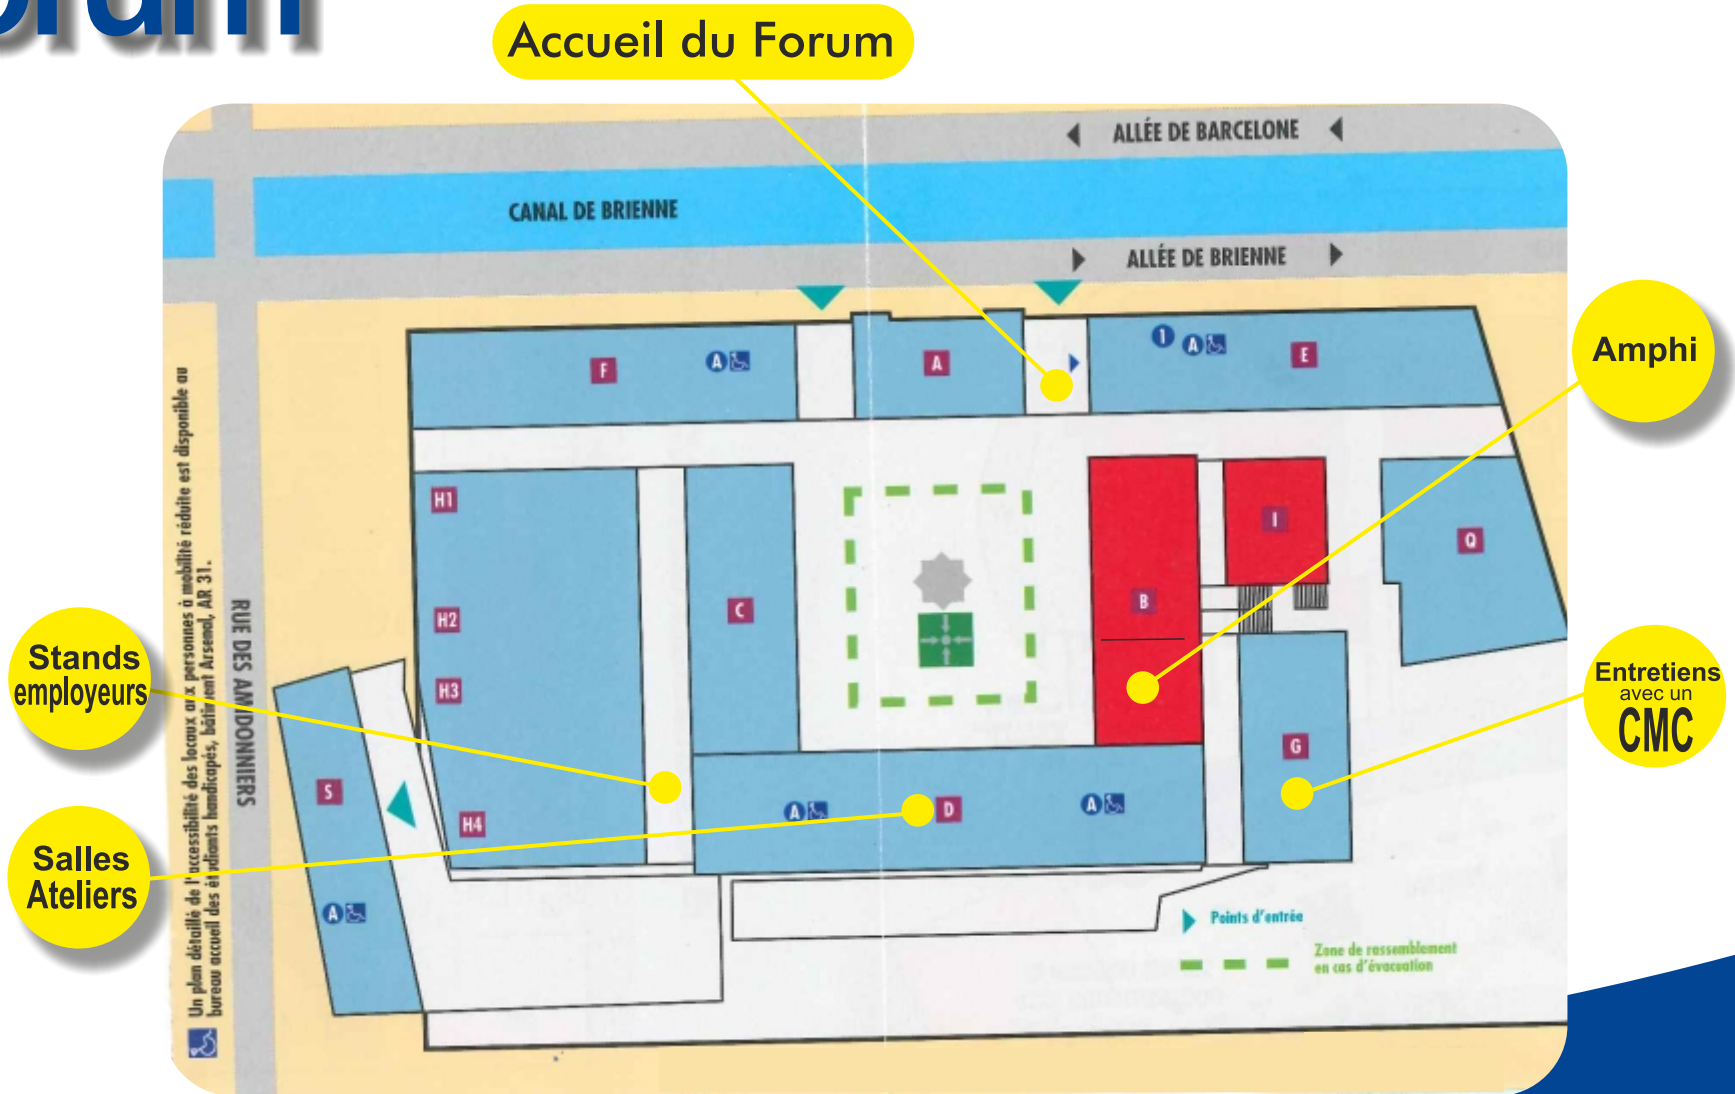 orum
Accueil du Forum
ALLÉE DE BARCELONE
CANAL DE BRIENNE
ALLÉE DE BRIENNE
Amphi
F
A
A
A
1
E
H1
H2
H3
H4
C
B
I
Q
Stands
employeurs
Entretiens
avec un
CMC
G
S
A
D
A
Salles
Ateliers
A
RUE DES AMIDONNIERS
Un plan détaillé de l'accessibilité des locaux aux personnes à mobilité réduite est disponible au
bureau accueil des étudiants handicapés, bâtiment Arsenal, AR 31.
Points d'entrée
Zone de rassemblement
en cas d'évacuation